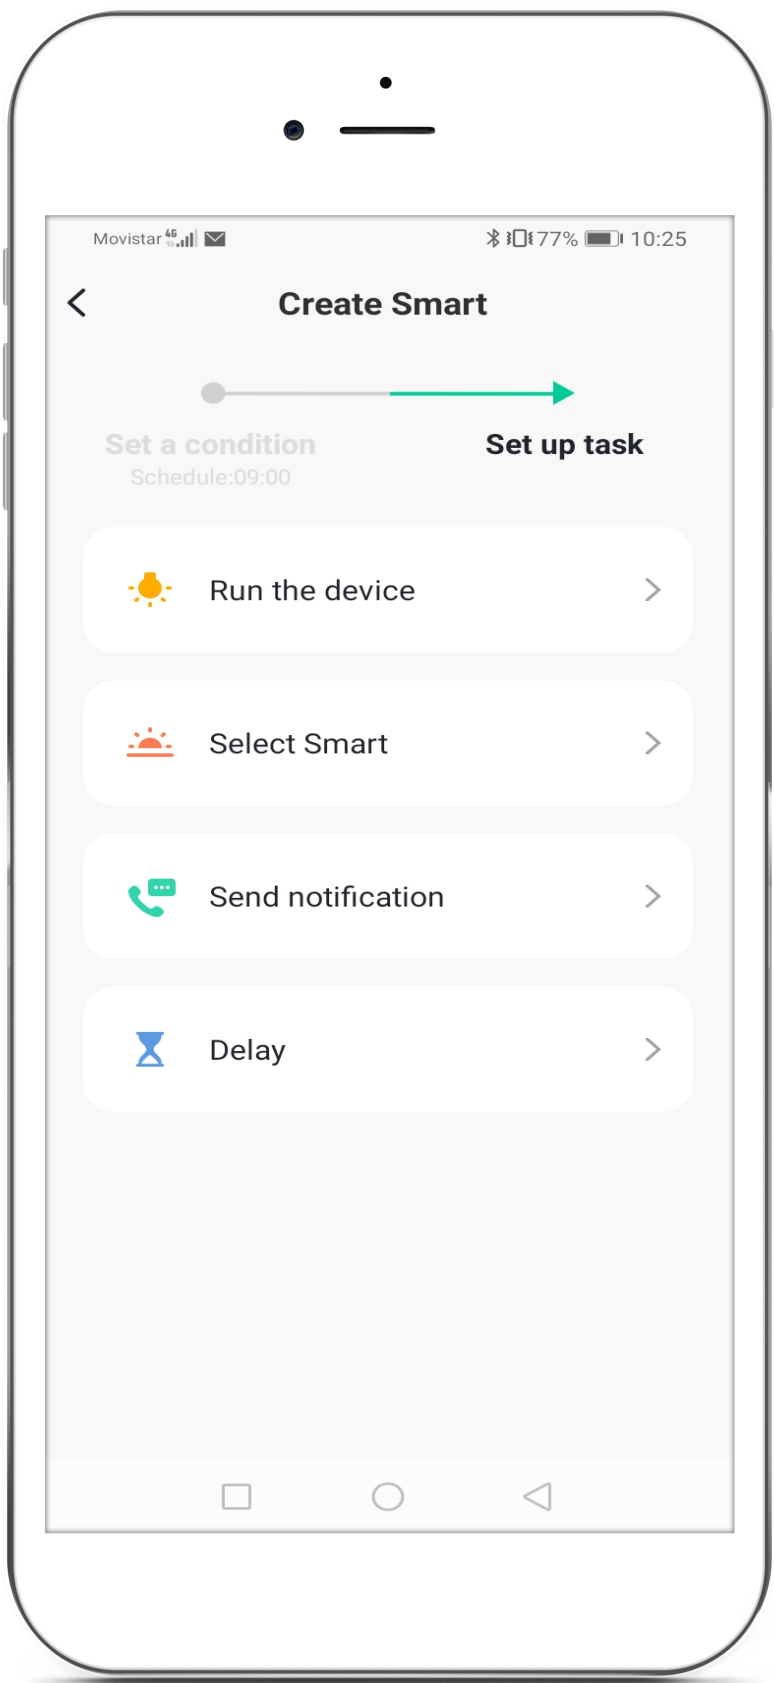 Movistar 4G 77% 10:25
Create Smart
Set a condition Set up task
Schedule:09:00
Run the device
Select Smart
Send notification
Delay